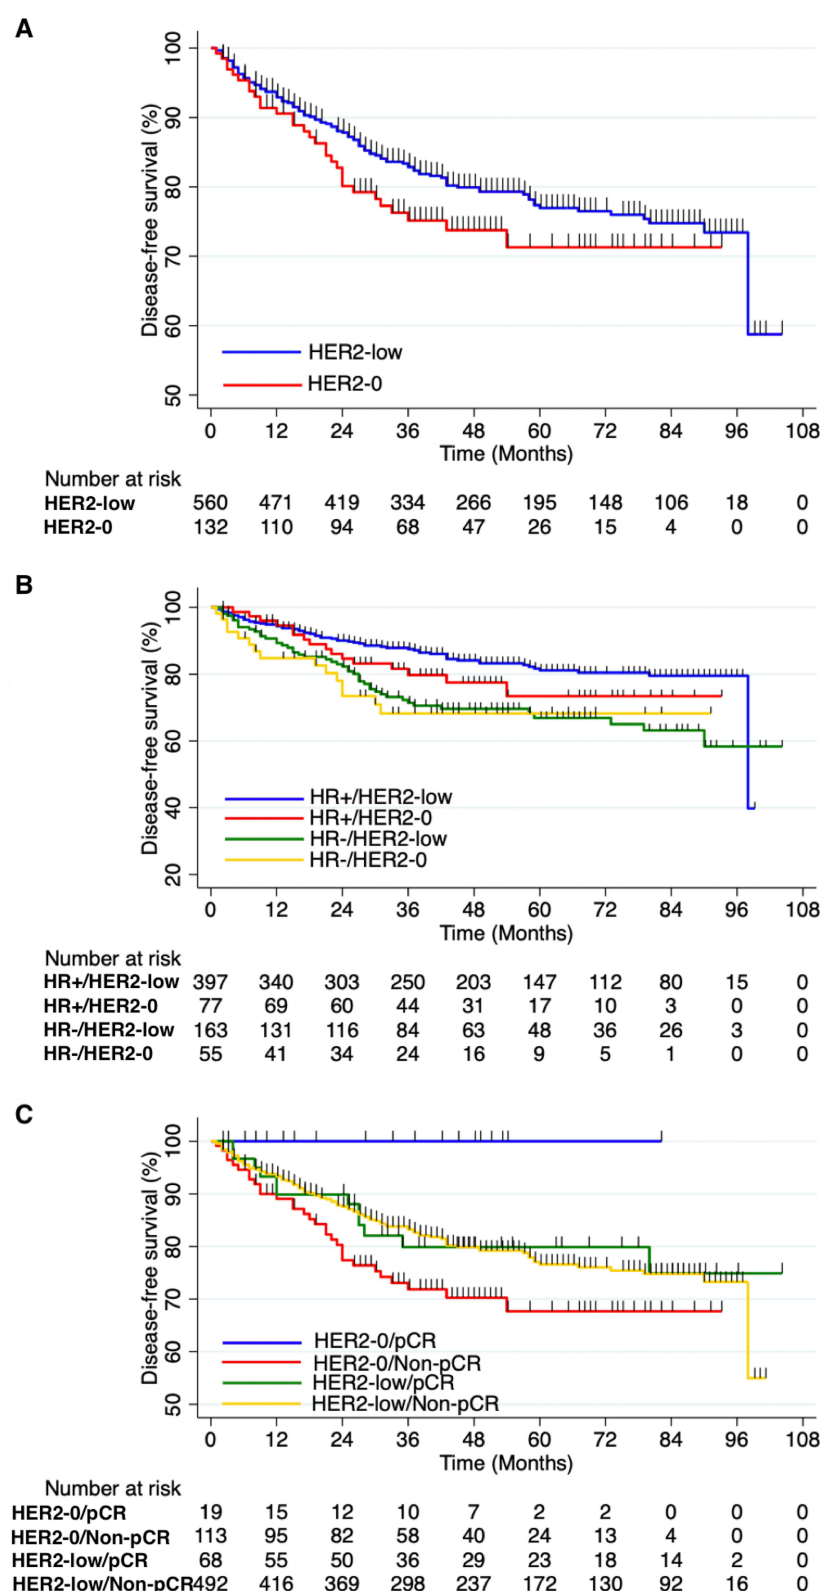 A
Disease-free survival (%)
100
90
80
70
60
50
HER2-low
HER2-0
0 12 24 36 48 60 72 84 96 108
Time (Months)
Number at risk
HER2-low 560 471 419 334 266 195 148 106 18 0
HER2-0 132 110 94 68 47 26 15 4 0 0
B
Disease-free survival (%)
100
80
60
40
20
HR+/HER2-low
HR+/HER2-0
HR-/HER2-low
HR-/HER2-0
0 12 24 36 48 60 72 84 96 108
Time (Months)
Number at risk
HR+/HER2-low 397 340 303 250 203 147 112 80 15 0
HR+/HER2-0 77 69 60 44 31 17 10 3 0 0
HR-/HER2-low 163 131 116 84 63 48 36 26 3 0
HR-/HER2-0 55 41 34 24 16 9 5 1 0 0
C
Disease-free survival (%)
100
90
80
70
60
50
HER2-0/pCR
HER2-0/Non-pCR
HER2-low/pCR
HER2-low/Non-pCR
0 12 24 36 48 60 72 84 96 108
Time (Months)
Number at risk
HER2-0/pCR 19 15 12 10 7 2 2 0 0 0
HER2-0/Non-pCR 113 95 82 58 40 24 13 4 0 0
HER2-low/pCR 68 55 50 36 29 23 18 14 2 0
HER2-low/Non-pCR 492 416 369 298 237 172 130 92 16 0